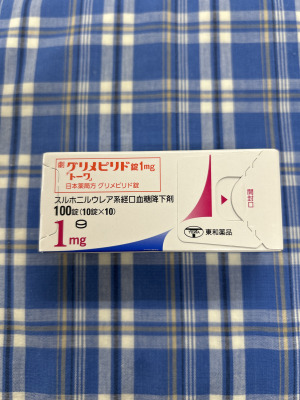 劇 グリメピリド錠1mg
「トーワ」
日本薬局方 グリメピリド錠
スルホニルウレア系経口血糖降下剤
100錠(10錠×10)
1mg
開封口
東和薬品